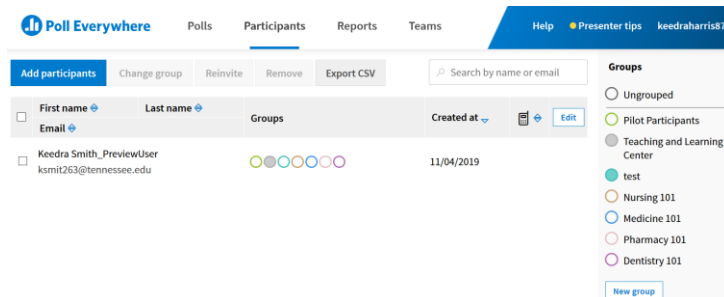 Poll Everywhere Polls Participants Reports Teams Help Presenter tips keedraharris87
Add participants Change group Reinvite Remove Export CSV Search by name or email
First name Last name
Email
Groups
Created at
Edit
Keedra Smith_PreviewUser
ksmit263@tennessee.edu
11/04/2019
Groups
Ungrouped
Pilot Participants
Teaching and Learning
Center
test
Nursing 101
Medicine 101
Pharmacy 101
Dentistry 101
New group